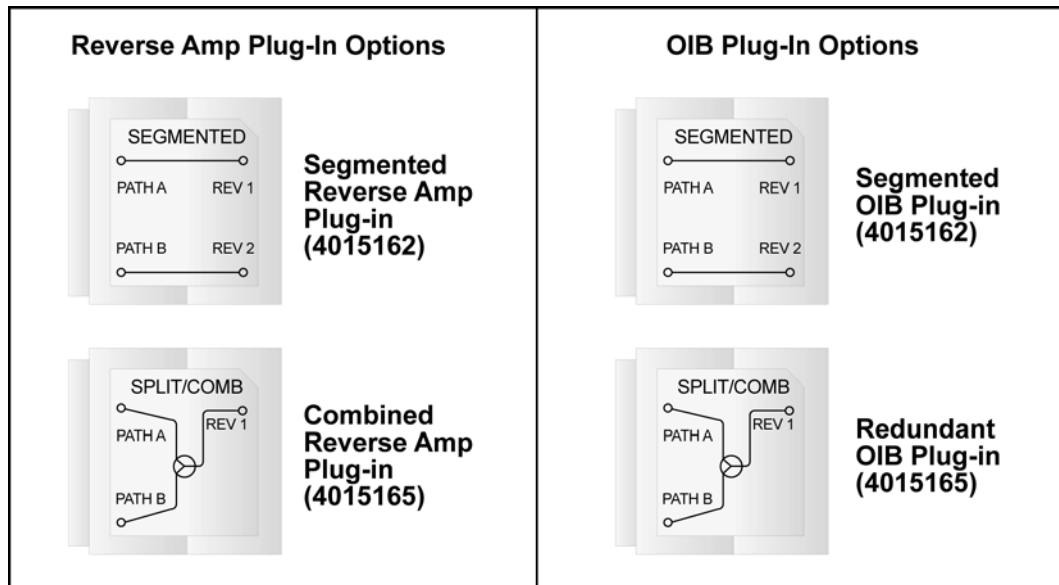 Reverse Amp Plug-In Options
SEGMENTED
PATH A REV 1
PATH B REV 2
Segmented
Reverse Amp
Plug-in
(4015162)
SPLIT/COMB
REV 1
PATH A
PATH B
Combined
Reverse Amp
Plug-in
(4015165)
OIB Plug-In Options
SEGMENTED
PATH A REV 1
PATH B REV 2
Segmented
OIB Plug-in
(4015162)
SPLIT/COMB
REV 1
PATH A
PATH B
Redundant
OIB Plug-in
(4015165)